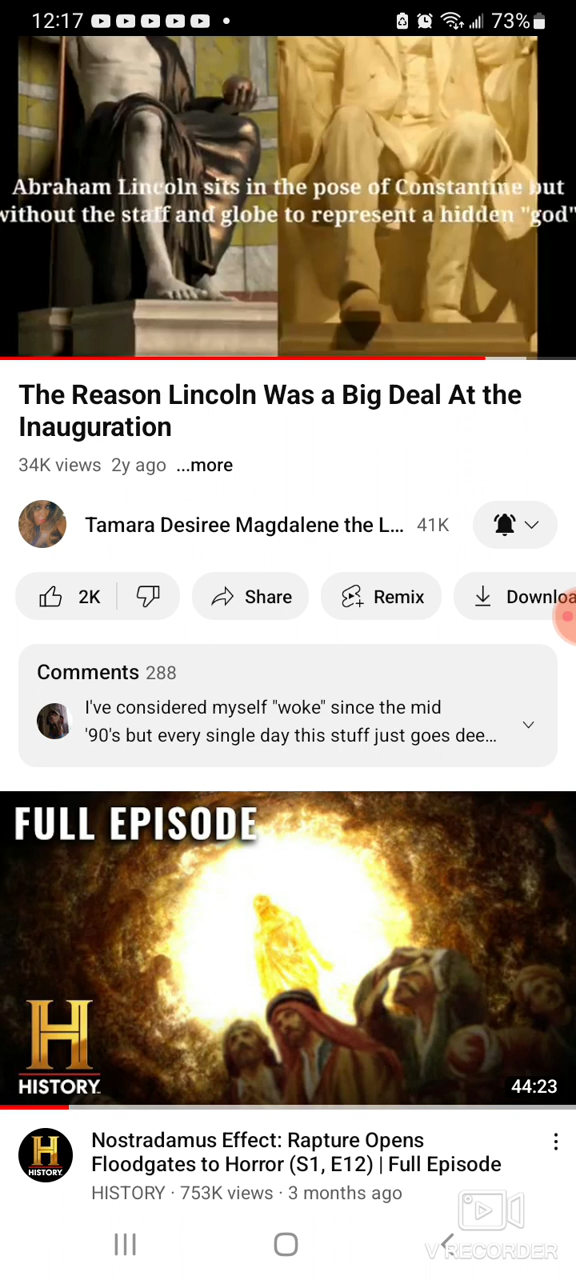 12:17
73%
Abraham Lincoln sits in the pose of Constantine but
without the staff and globe to represent a hidden "god"
The Reason Lincoln Was a Big Deal At the
Inauguration
34K views 2y ago ...more
Tamara Desiree Magdalene the L... 41K
2K
Share
Remix
Downloa
Comments 288
I've considered myself "woke" since the mid
'90's but every single day this stuff just goes dee...
FULL EPISODE
H
HISTORY
44:23
H
HISTORY
Nostradamus Effect: Rapture Opens
Floodgates to Horror (S1, E12) | Full Episode
HISTORY · 753K views · 3 months ago
V RECORDER